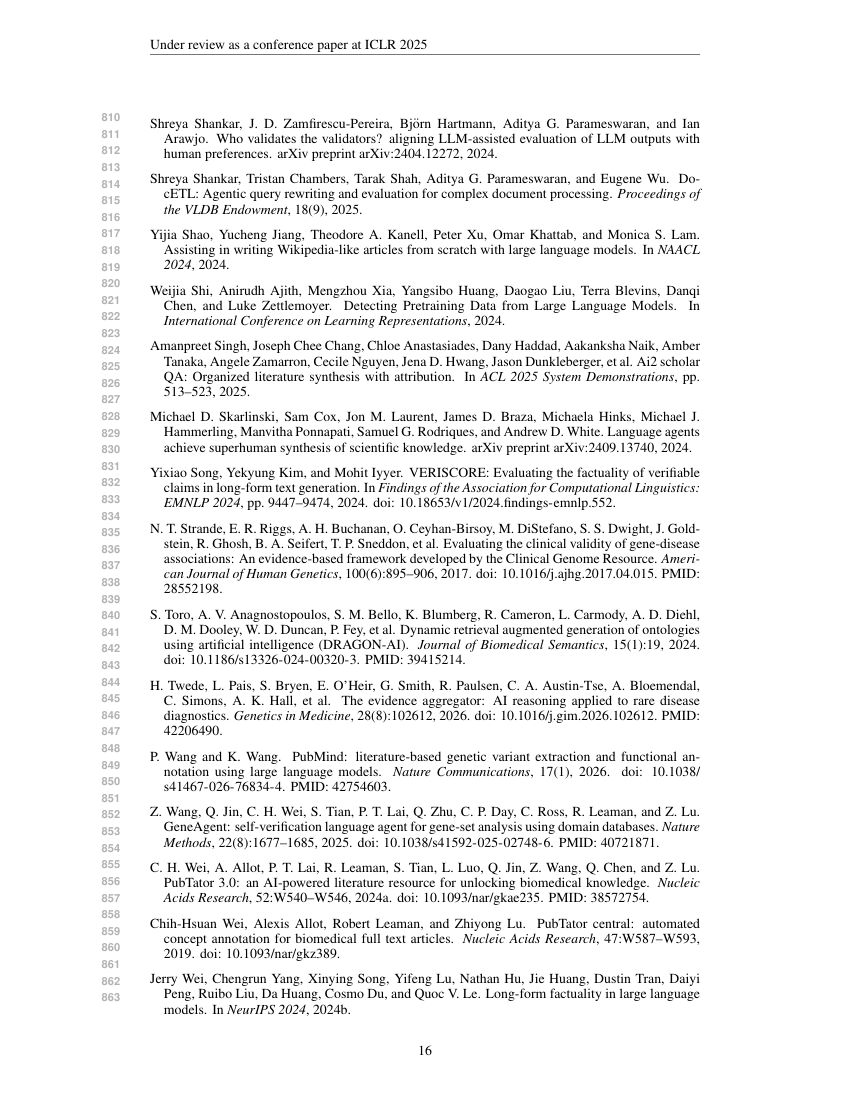 Under review as a conference paper at ICLR 2025
810
811
812
813
814
815
816
817
818
819
820
821
822
823
824
825
826
827
828
829
830
831
832
833
834
835
836
837
838
839
840
841
842
843
844
845
846
847
848
849
850
851
852
853
854
855
856
857
858
859
860
861
862
863
Shreya Shankar, J. D. Zamfirescu-Pereira, Björn Hartmann, Aditya G. Parameswaran, and Ian
Arawjo. Who validates the validators? aligning LLM-assisted evaluation of LLM outputs with
human preferences. arXiv preprint arXiv:2404.12272, 2024.
Shreya Shankar, Tristan Chambers, Tarak Shah, Aditya G. Parameswaran, and Eugene Wu. Do-
cETL: Agentic query rewriting and evaluation for complex document processing. Proceedings of
the VLDB Endowment, 18(9), 2025.
Yijia Shao, Yucheng Jiang, Theodore A. Kanell, Peter Xu, Omar Khattab, and Monica S. Lam.
Assisting in writing Wikipedia-like articles from scratch with large language models. In NAACL
2024, 2024.
Weijia Shi, Anirudh Ajith, Mengzhou Xia, Yangsibo Huang, Daogao Liu, Terra Blevins, Danqi
Chen, and Luke Zettlemoyer. Detecting Pretraining Data from Large Language Models. In
International Conference on Learning Representations, 2024.
Amanpreet Singh, Joseph Chee Chang, Chloe Anastasiades, Dany Haddad, Aakanksha Naik, Amber
Tanaka, Angele Zamarron, Cecile Nguyen, Jena D. Hwang, Jason Dunkleberger, et al. Ai2 scholar
QA: Organized literature synthesis with attribution. In ACL 2025 System Demonstrations, pp.
513–523, 2025.
Michael D. Skarlinski, Sam Cox, Jon M. Laurent, James D. Braza, Michaela Hinks, Michael J.
Hammerling, Manvitha Ponnapati, Samuel G. Rodriques, and Andrew D. White. Language agents
achieve superhuman synthesis of scientific knowledge. arXiv preprint arXiv:2409.13740, 2024.
Yixiao Song, Yekyung Kim, and Mohit Iyyer. VERISCORE: Evaluating the factuality of verifiable
claims in long-form text generation. In Findings of the Association for Computational Linguistics:
EMNLP 2024, pp. 9447–9474, 2024. doi: 10.18653/v1/2024.findings-emnlp.552.
N. T. Strande, E. R. Riggs, A. H. Buchanan, O. Ceyhan-Birsoy, M. DiStefano, S. S. Dwight, J. Gold-
stein, R. Ghosh, B. A. Seifert, T. P. Sneddon, et al. Evaluating the clinical validity of gene-disease
associations: An evidence-based framework developed by the Clinical Genome Resource. Ameri-
can Journal of Human Genetics, 100(6):895–906, 2017. doi: 10.1016/j.ajhg.2017.04.015. PMID:
28552198.
S. Toro, A. V. Anagnostopoulos, S. M. Bello, K. Blumberg, R. Cameron, L. Carmody, A. D. Diehl,
D. M. Dooley, W. D. Duncan, P. Fey, et al. Dynamic retrieval augmented generation of ontologies
using artificial intelligence (DRAGON-AI). Journal of Biomedical Semantics, 15(1):19, 2024.
doi: 10.1186/s13326-024-00320-3. PMID: 39415214.
H. Twede, L. Pais, S. Bryen, E. O'Heir, G. Smith, R. Paulsen, C. A. Austin-Tse, A. Bloemendal,
C. Simons, A. K. Hall, et al. The evidence aggregator: AI reasoning applied to rare disease
diagnostics. Genetics in Medicine, 28(8):102612, 2026. doi: 10.1016/j.gim.2026.102612. PMID:
42206490.
P. Wang and K. Wang. PubMind: literature-based genetic variant extraction and functional an-
notation using large language models. Nature Communications, 17(1), 2026. doi: 10.1038/
s41467-026-76834-4. PMID: 42754603.
Z. Wang, Q. Jin, C. H. Wei, S. Tian, P. T. Lai, Q. Zhu, C. P. Day, C. Ross, R. Leaman, and Z. Lu.
GeneAgent: self-verification language agent for gene-set analysis using domain databases. Nature
Methods, 22(8):1677–1685, 2025. doi: 10.1038/s41592-025-02748-6. PMID: 40721871.
C. H. Wei, A. Allot, P. T. Lai, R. Leaman, S. Tian, L. Luo, Q. Jin, Z. Wang, Q. Chen, and Z. Lu.
PubTator 3.0: an AI-powered literature resource for unlocking biomedical knowledge. Nucleic
Acids Research, 52:W540–W546, 2024a. doi: 10.1093/nar/gkae235. PMID: 38572754.
Chih-Hsuan Wei, Alexis Allot, Robert Leaman, and Zhiyong Lu. PubTator central: automated
concept annotation for biomedical full text articles. Nucleic Acids Research, 47:W587–W593,
2019. doi: 10.1093/nar/gkz389.
Jerry Wei, Chengrun Yang, Xinying Song, Yifeng Lu, Nathan Hu, Jie Huang, Dustin Tran, Daiyi
Peng, Ruibo Liu, Da Huang, Cosmo Du, and Quoc V. Le. Long-form factuality in large language
models. In NeurIPS 2024, 2024b.
16